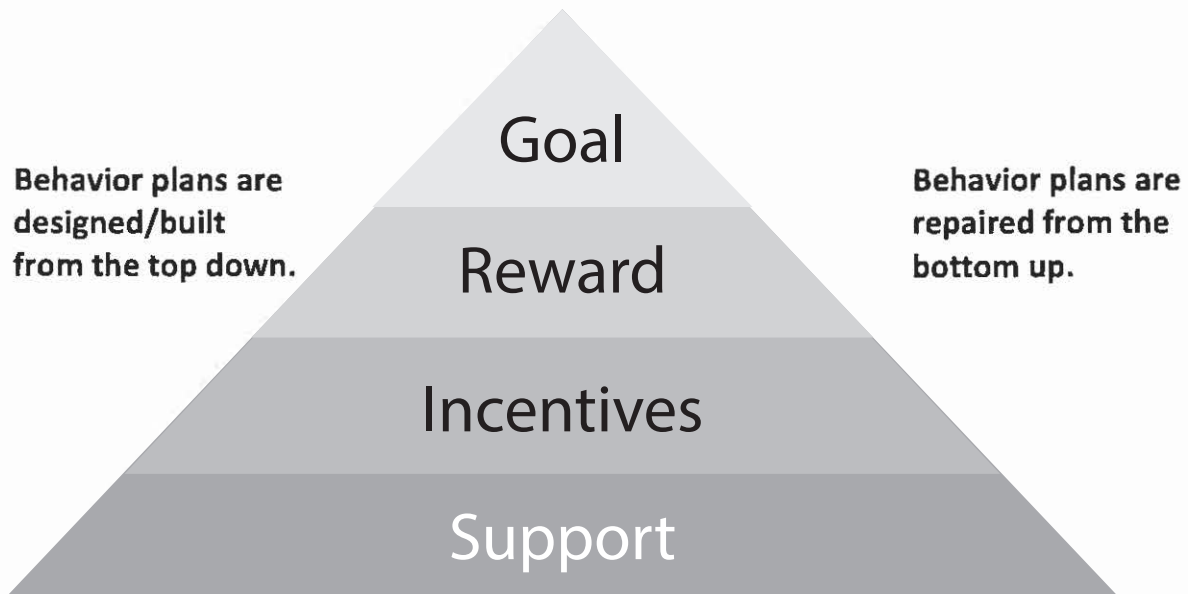 Goal
Behavior plans are
designed/built
from the top down.
Behavior plans are
repaired from the
bottom up.
Reward
Incentives
Support